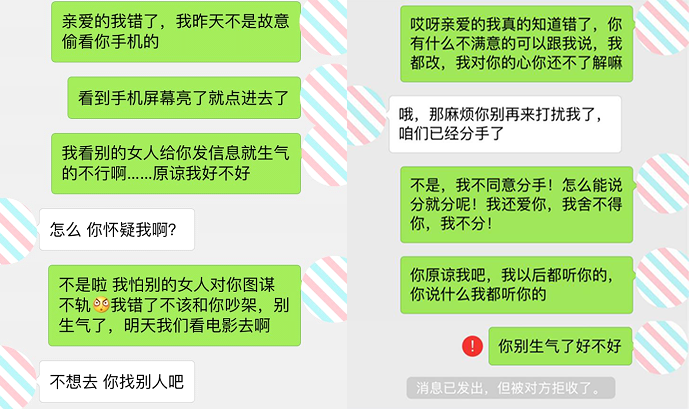 亲爱的我错了，我昨天不是故意
偷看你手机的
看到手机屏幕亮了就点进去了
我看别的女人给你发信息就生气
的不行啊……原谅我好不好
怎么 你怀疑我啊?
不是啦 我怕别的女人对你图谋
不轨我错了不该和你吵架，别
生气了，明天我们看电影去啊
不想去 你找别人吧
哎呀亲爱的我真的知道错了，你
有什么不满意的可以跟我说，我
都改，我对你的心你还不了解嘛
哦，那麻烦你别再来打扰我了，
咱们已经分手了
不是，我不同意分手！怎么能说
分就分呢！我还爱你，我舍不得
你，我不分！
你原谅我吧，我以后都听你的，
你说什么我都听你的
你别生气了好不好
消息已发出，但被对方拒收了。